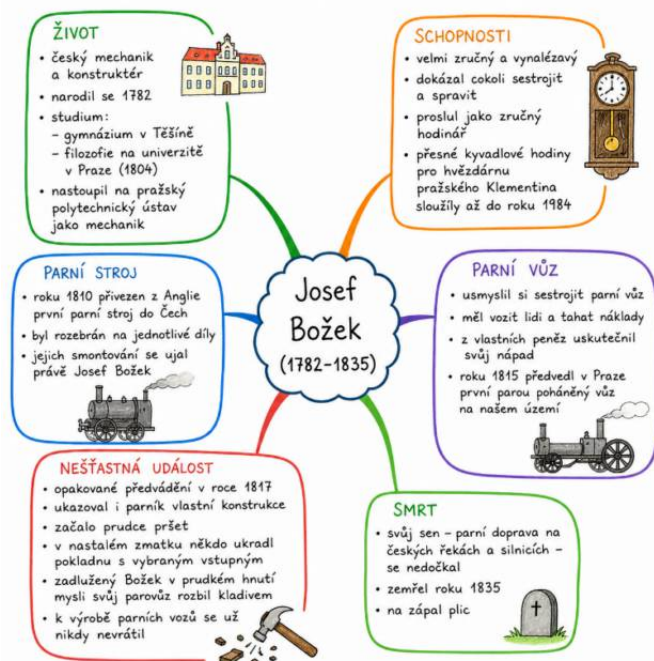 ŽIVOT
• český mechanik
a konstruktér
• narodil se 1782
• studium:
– gymnázium v Těšíně
– filozofie na univerzitě
v Praze (1804)
• nastoupil na pražský
polytechnický ústav
jako mechanik
SCHOPNOSTI
• velmi zručný a vynalézavý
• dokázal cokoli sestrojit
a spravit
• proslul jako zručný
hodinář
• přesné kyvadlové hodiny
pro hvězdárnu
pražského Klementina
sloužily až do roku 1984
Josef
Božek
(1782–1835)
PARNÍ STROJ
• roku 1810 přivezen z Anglie
první parní stroj do Čech
• byl rozebrán na jednotlivé díly
• jejich smontování se ujal
právě Josef Božek
PARNÍ VŮZ
• usmyslil si sestrojit parní vůz
• měl vozit lidi a tahat náklady
• z vlastních peněz uskutečnil
svůj nápad
• roku 1815 předvedl v Praze
první parou poháněný vůz
na našem území
NEŠŤASTNÁ UDÁLOST
• opakované předvádění v roce 1817
• ukazoval i parník vlastní konstrukce
• začalo prudce pršet
• v nastalém zmatku někdo ukradl
pokladnu s vybraným vstupným
• zadlužený Božek v prudkém hnutí
mysli svůj parovůz rozbil kladivem
• k výrobě parních vozů se už
nikdy nevrátil
SMRT
• svůj sen – parní doprava na
českých řekách a silnicích –
se nedočkal
• zemřel roku 1835
• na zápal plic